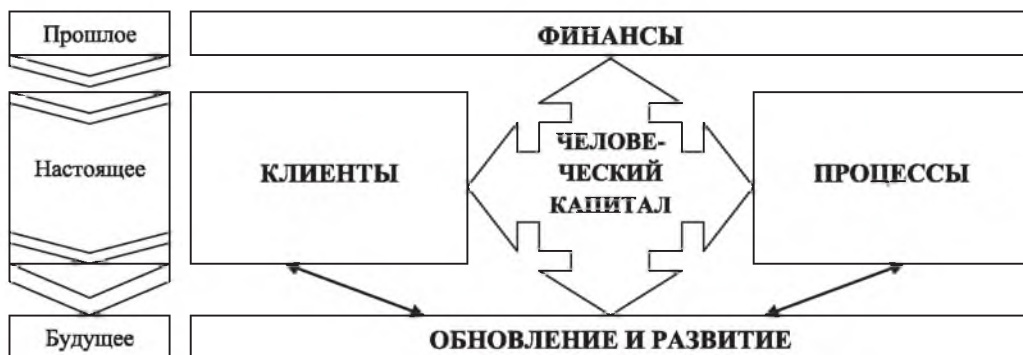 Прошлое
ФИНАНСЫ
Настоящее
КЛИЕНТЫ
ЧЕЛОВЕ-
ЧЕСКИЙ
КАПИТАЛ
ПРОЦЕССЫ
Будущее
ОБНОВЛЕНИЕ И РАЗВИТИЕ